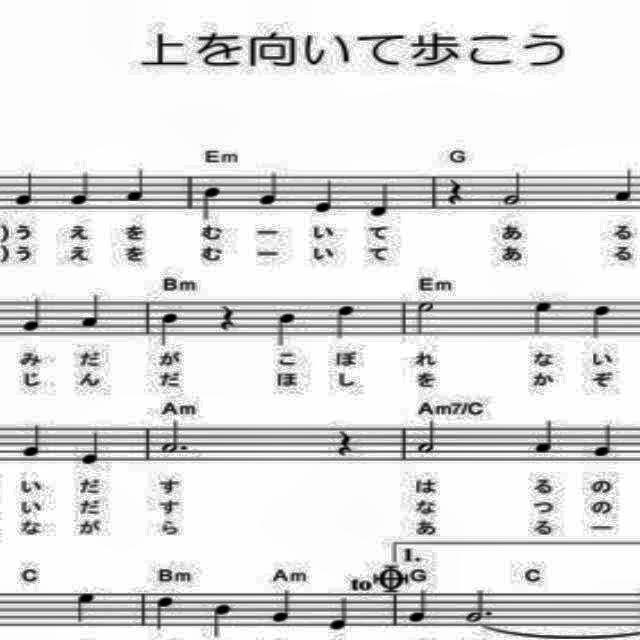 上を向いて歩こう
Em G
)う え を む ー い て あ る
)う え を む ー い て あ る
Bm Em
み だ が こ ぼ れ な い
じ ん だ ほ し を か ぞ
Am Am7/C
い だ す は る の
い だ す な つ の
な が ら あ る ー
1.
C Bm Am to G C